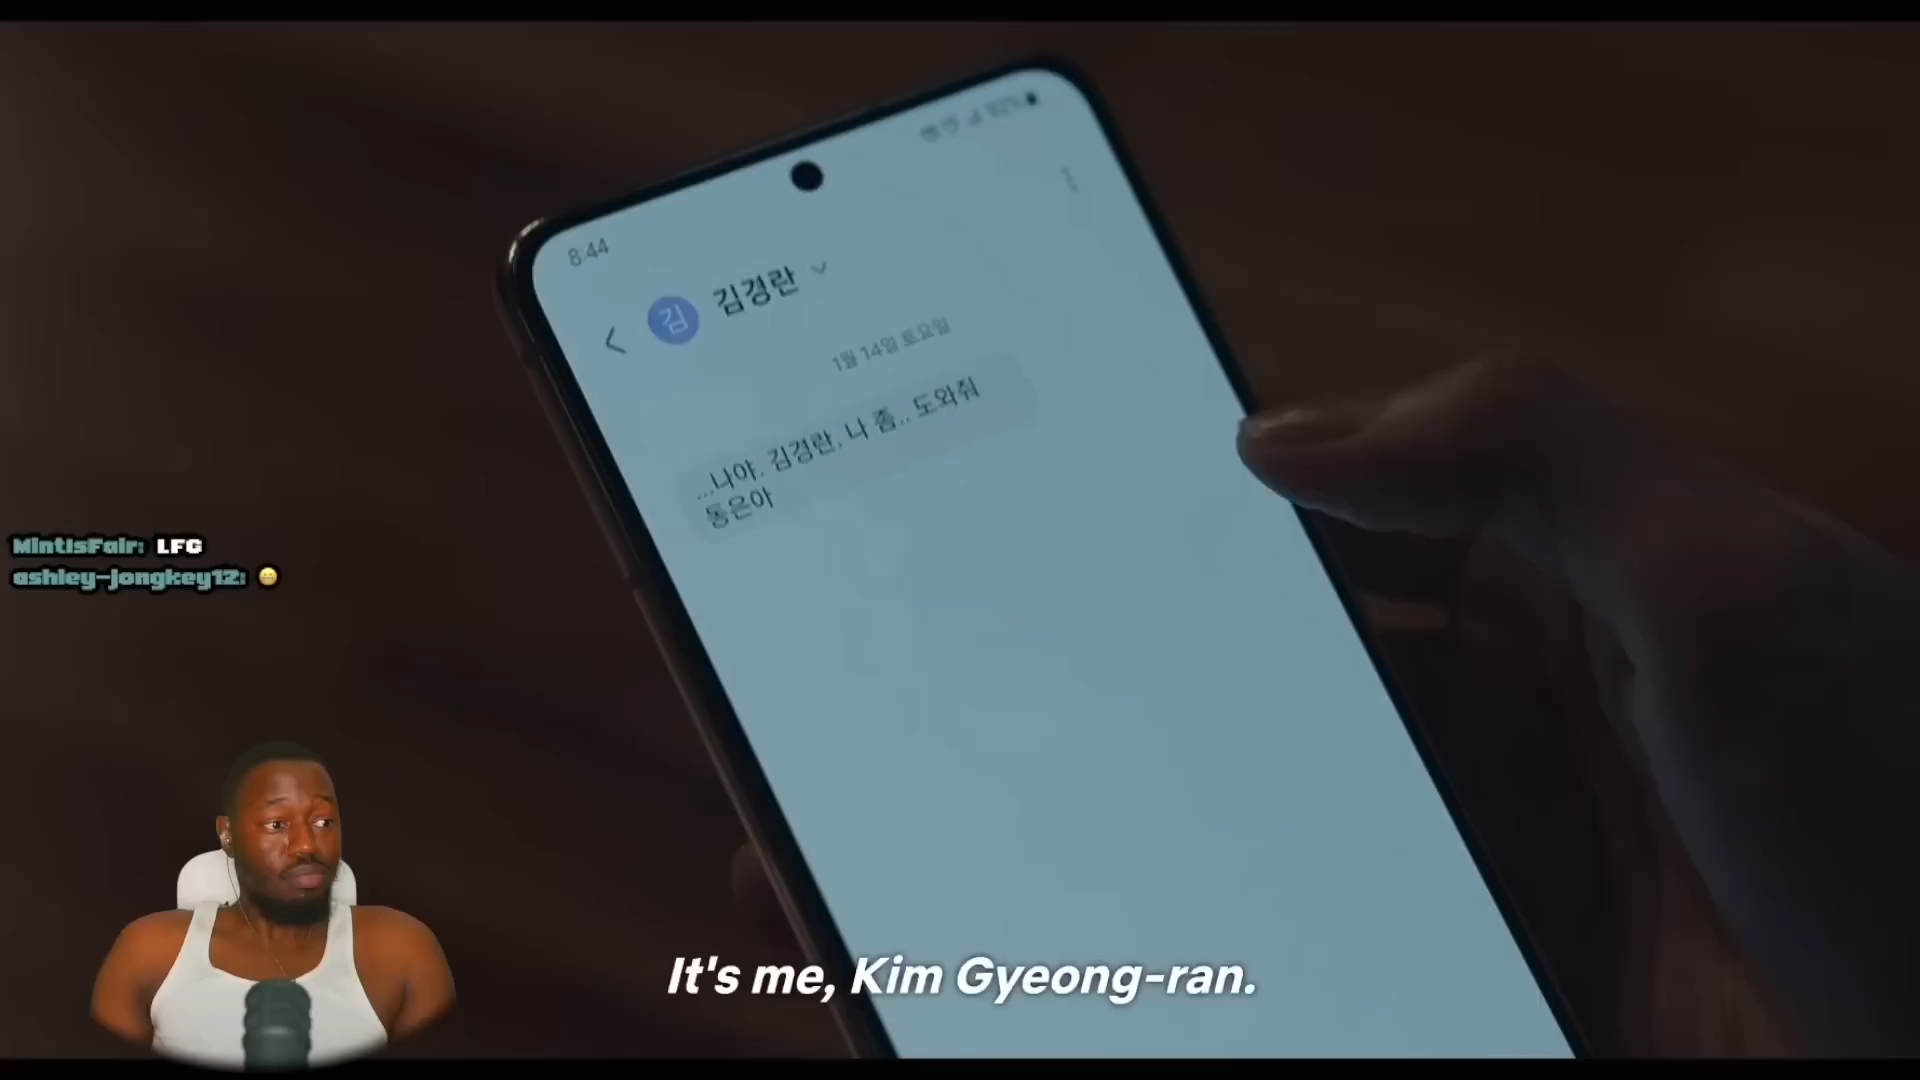 8:44
김
김경란
1월 14일 토요일
...나야. 김경란. 나 좀.. 도와줘
동은아
MintIsFair: LFG
ashley-jongkey12: 😁
It's me, Kim Gyeong-ran.